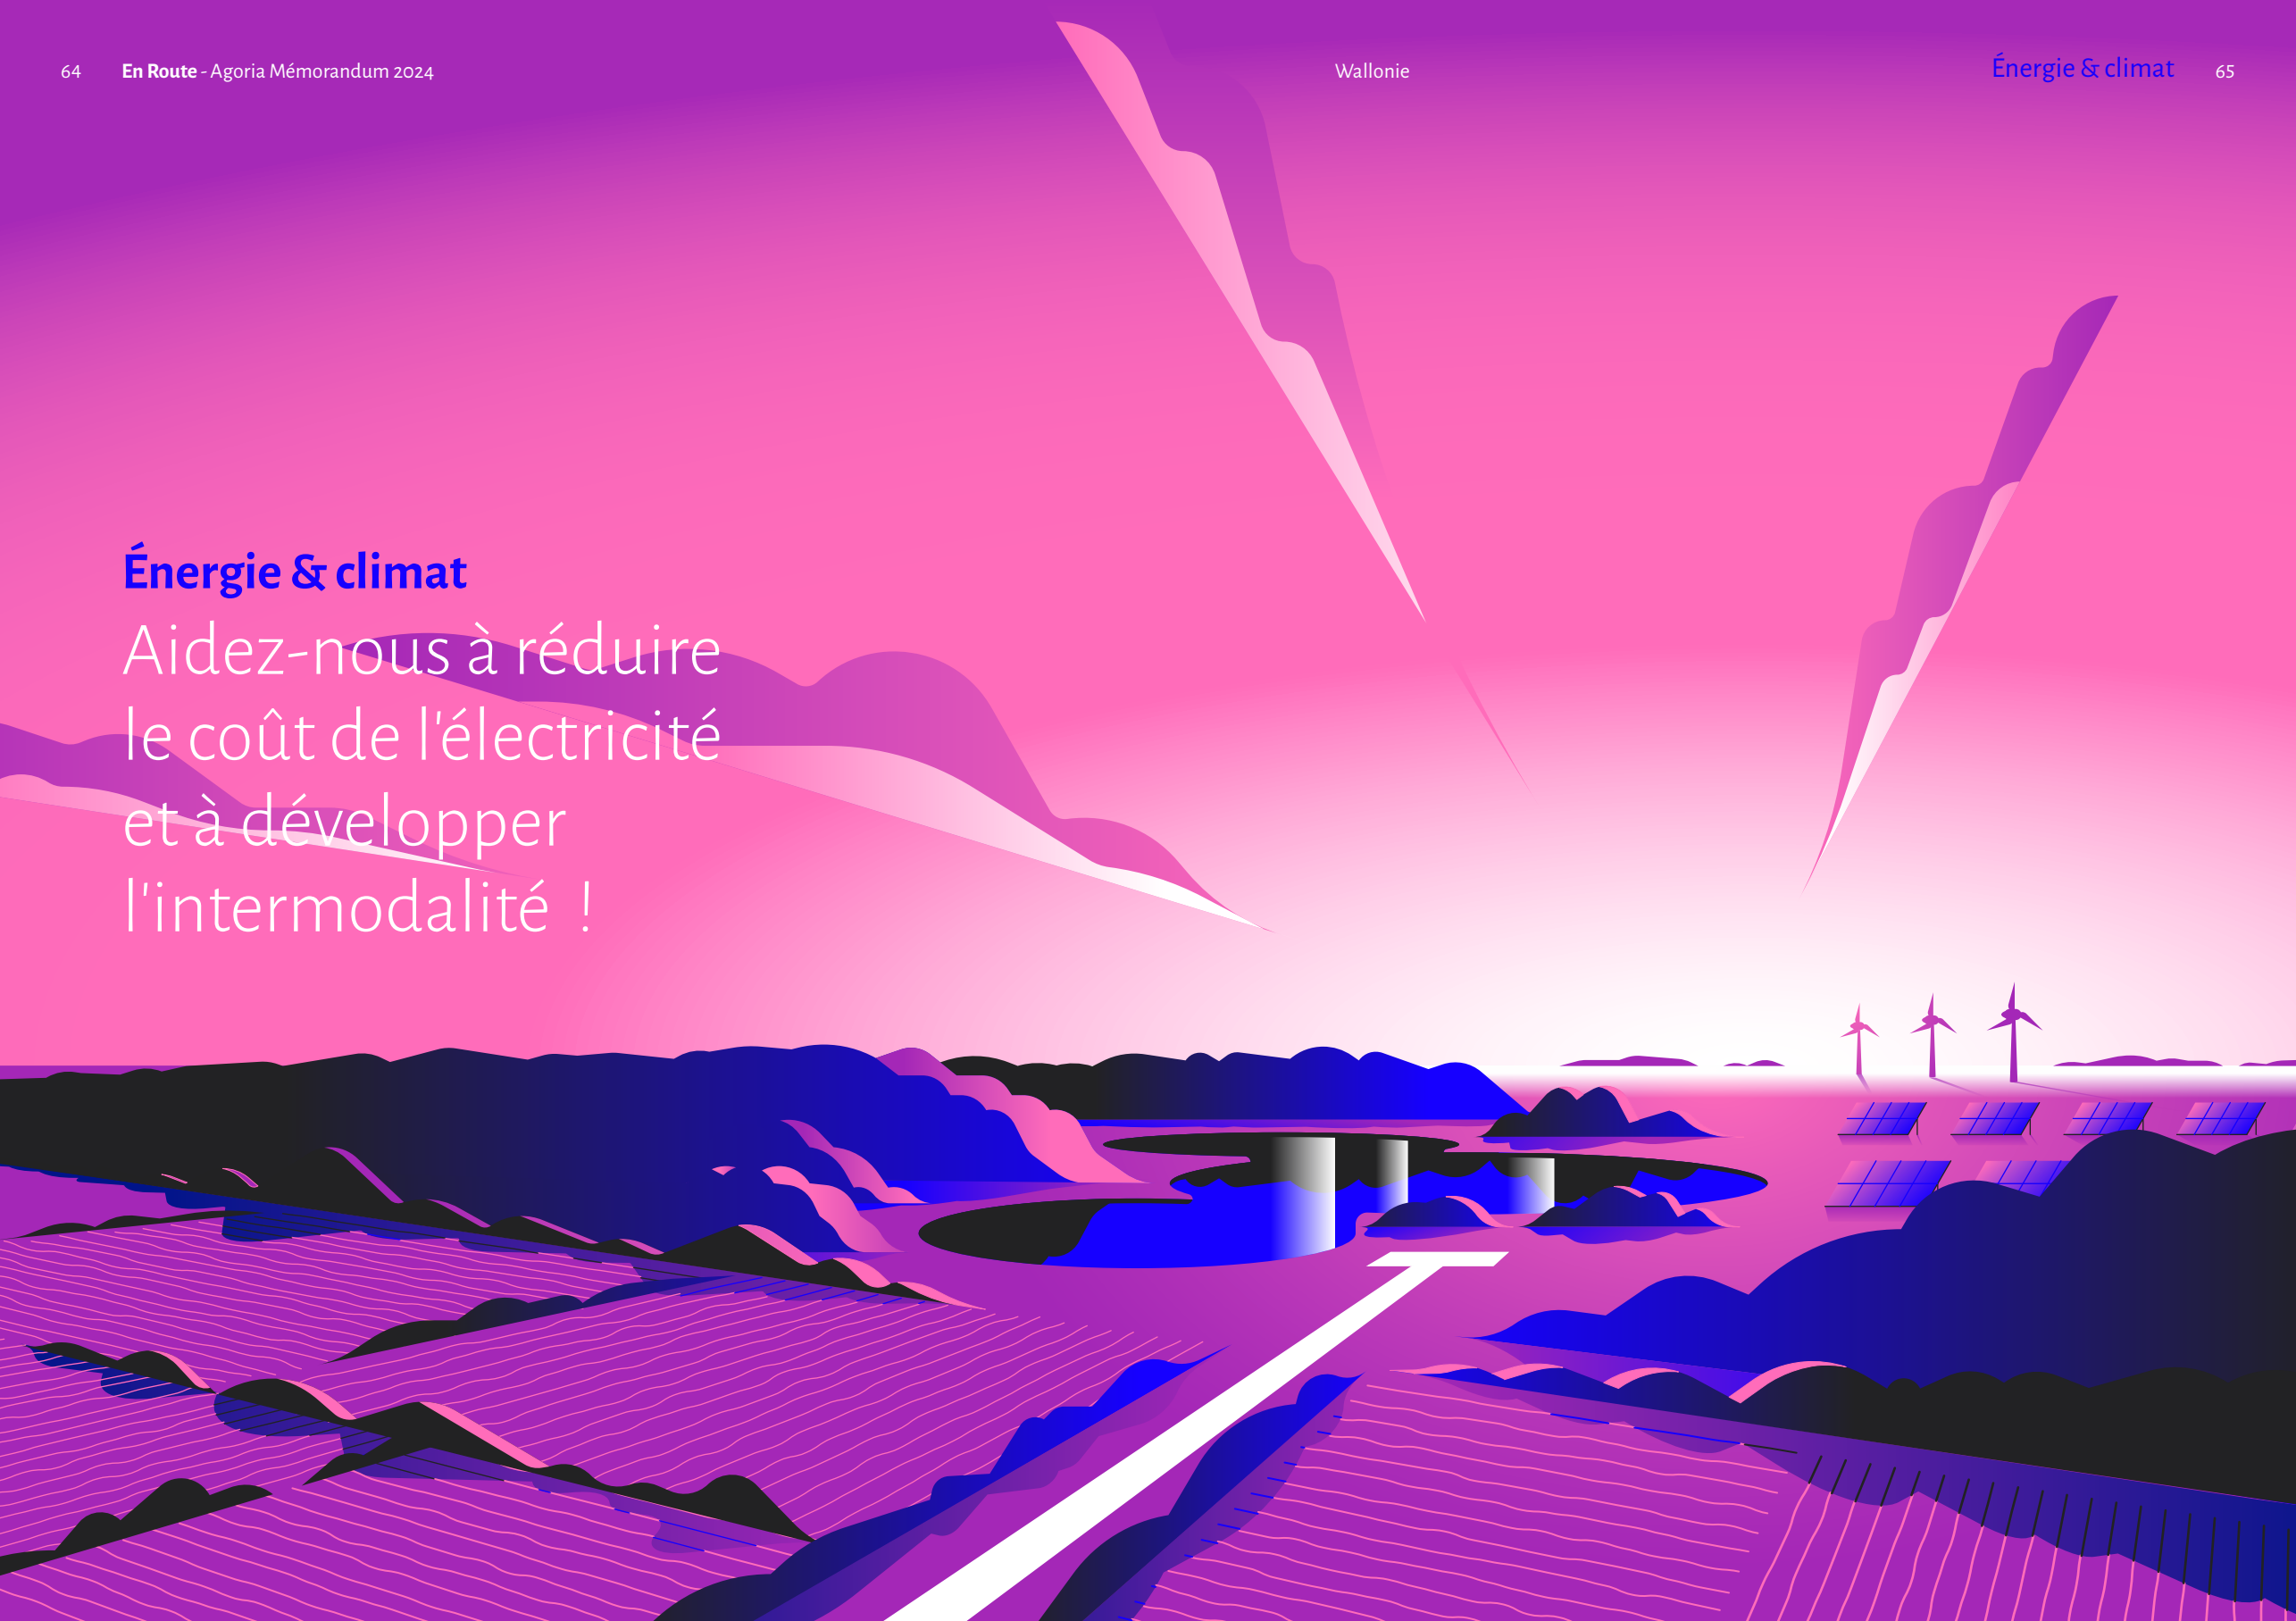 64 En Route - Agoria Mémorandum 2024
Wallonie
Énergie & climat 65
Énergie & climat
Aidez-nous à réduire
le coût de l'électricité
et à développer
l'intermodalité !